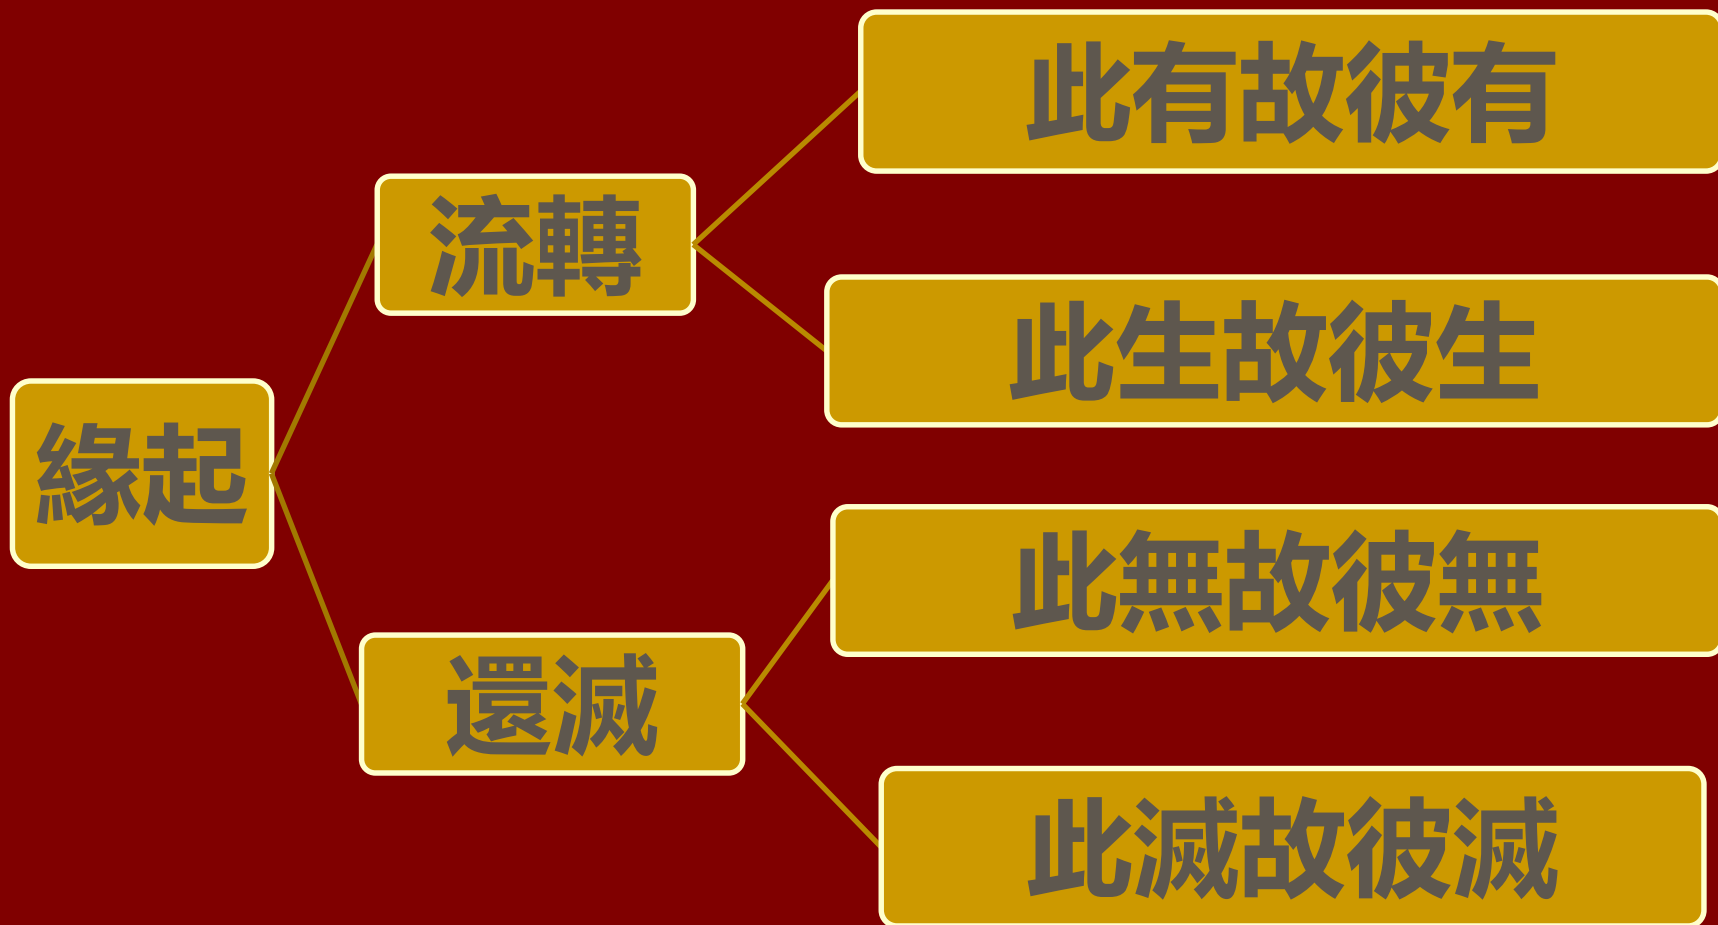 緣起
流轉
此有故彼有
此生故彼生
還滅
此無故彼無
此滅故彼滅